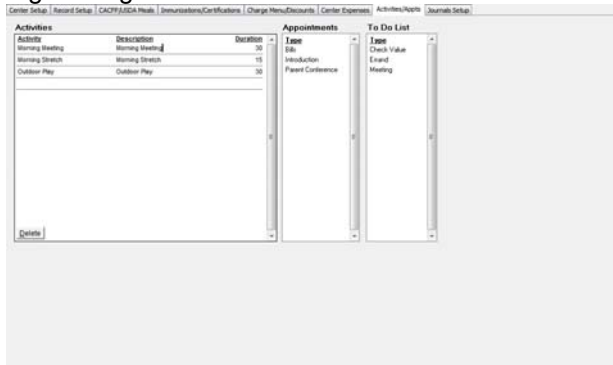 Center Setup Record Setup CACFP/USDA Meals Immunizations/Certifications Charge Menu/Discounts Center Expenses Activities/Appts Journals Setup
Activities
Activity Description Duration
Morning Meeting Morning Meeting 30
Morning Stretch Morning Stretch 15
Outdoor Play Outdoor Play 30
Delete
Appointments
Type
Bills
Introduction
Parent Conference
To Do List
Type
Check Value
Errand
Meeting